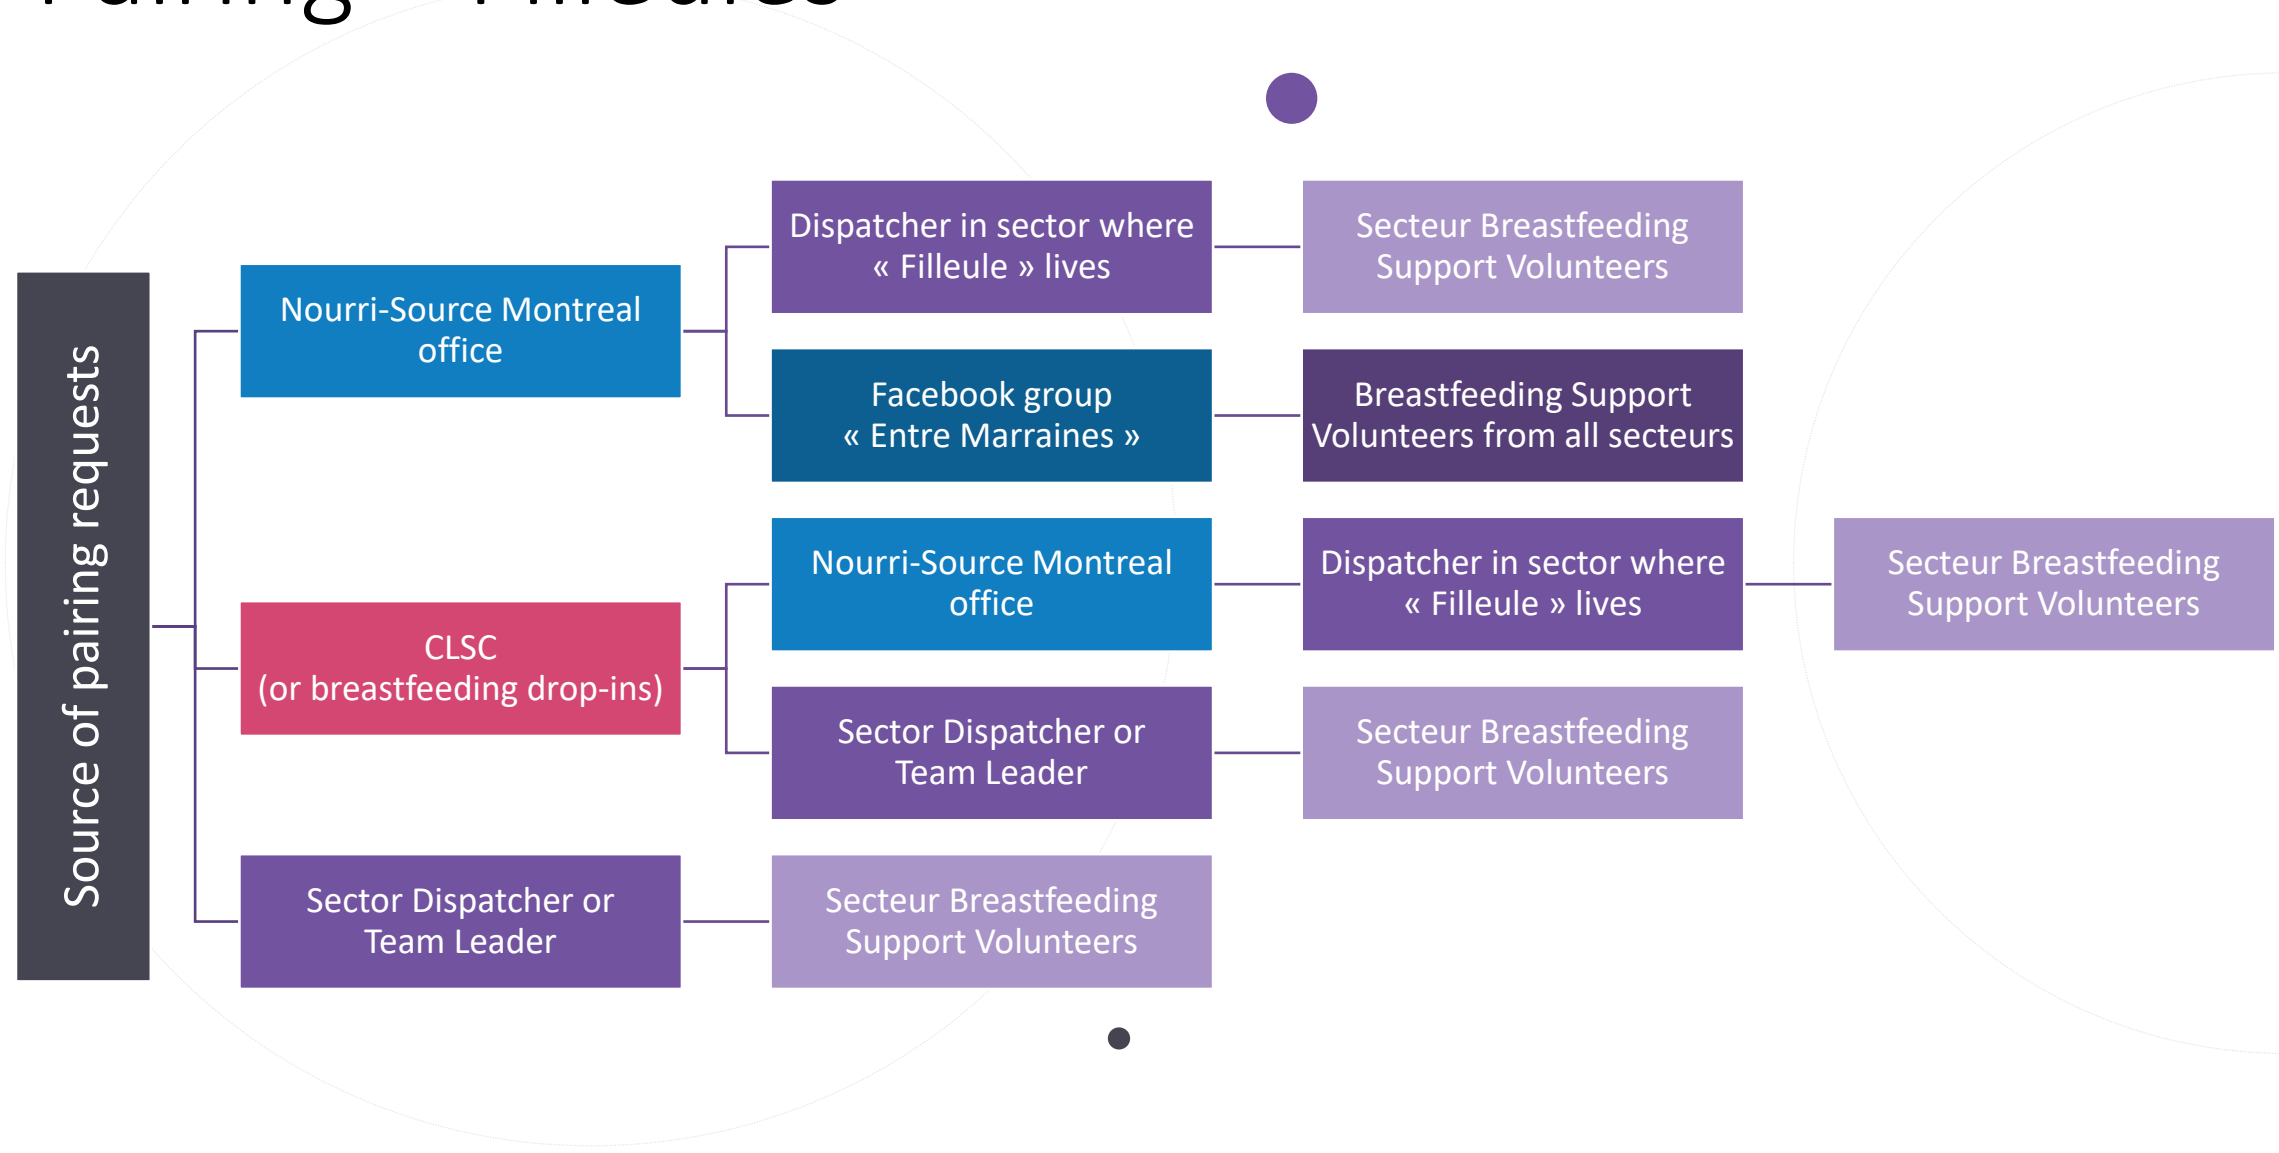 Source of pairing requests
Nourri-Source Montreal
office
Dispatcher in sector where
« Filleule » lives
Secteur Breastfeeding
Support Volunteers
Facebook group
« Entre Marraines »
Breastfeeding Support
Volunteers from all secteurs
CLSC
(or breastfeeding drop-ins)
Nourri-Source Montreal
office
Dispatcher in sector where
« Filleule » lives
Secteur Breastfeeding
Support Volunteers
Sector Dispatcher or
Team Leader
Secteur Breastfeeding
Support Volunteers
Sector Dispatcher or
Team Leader
Secteur Breastfeeding
Support Volunteers